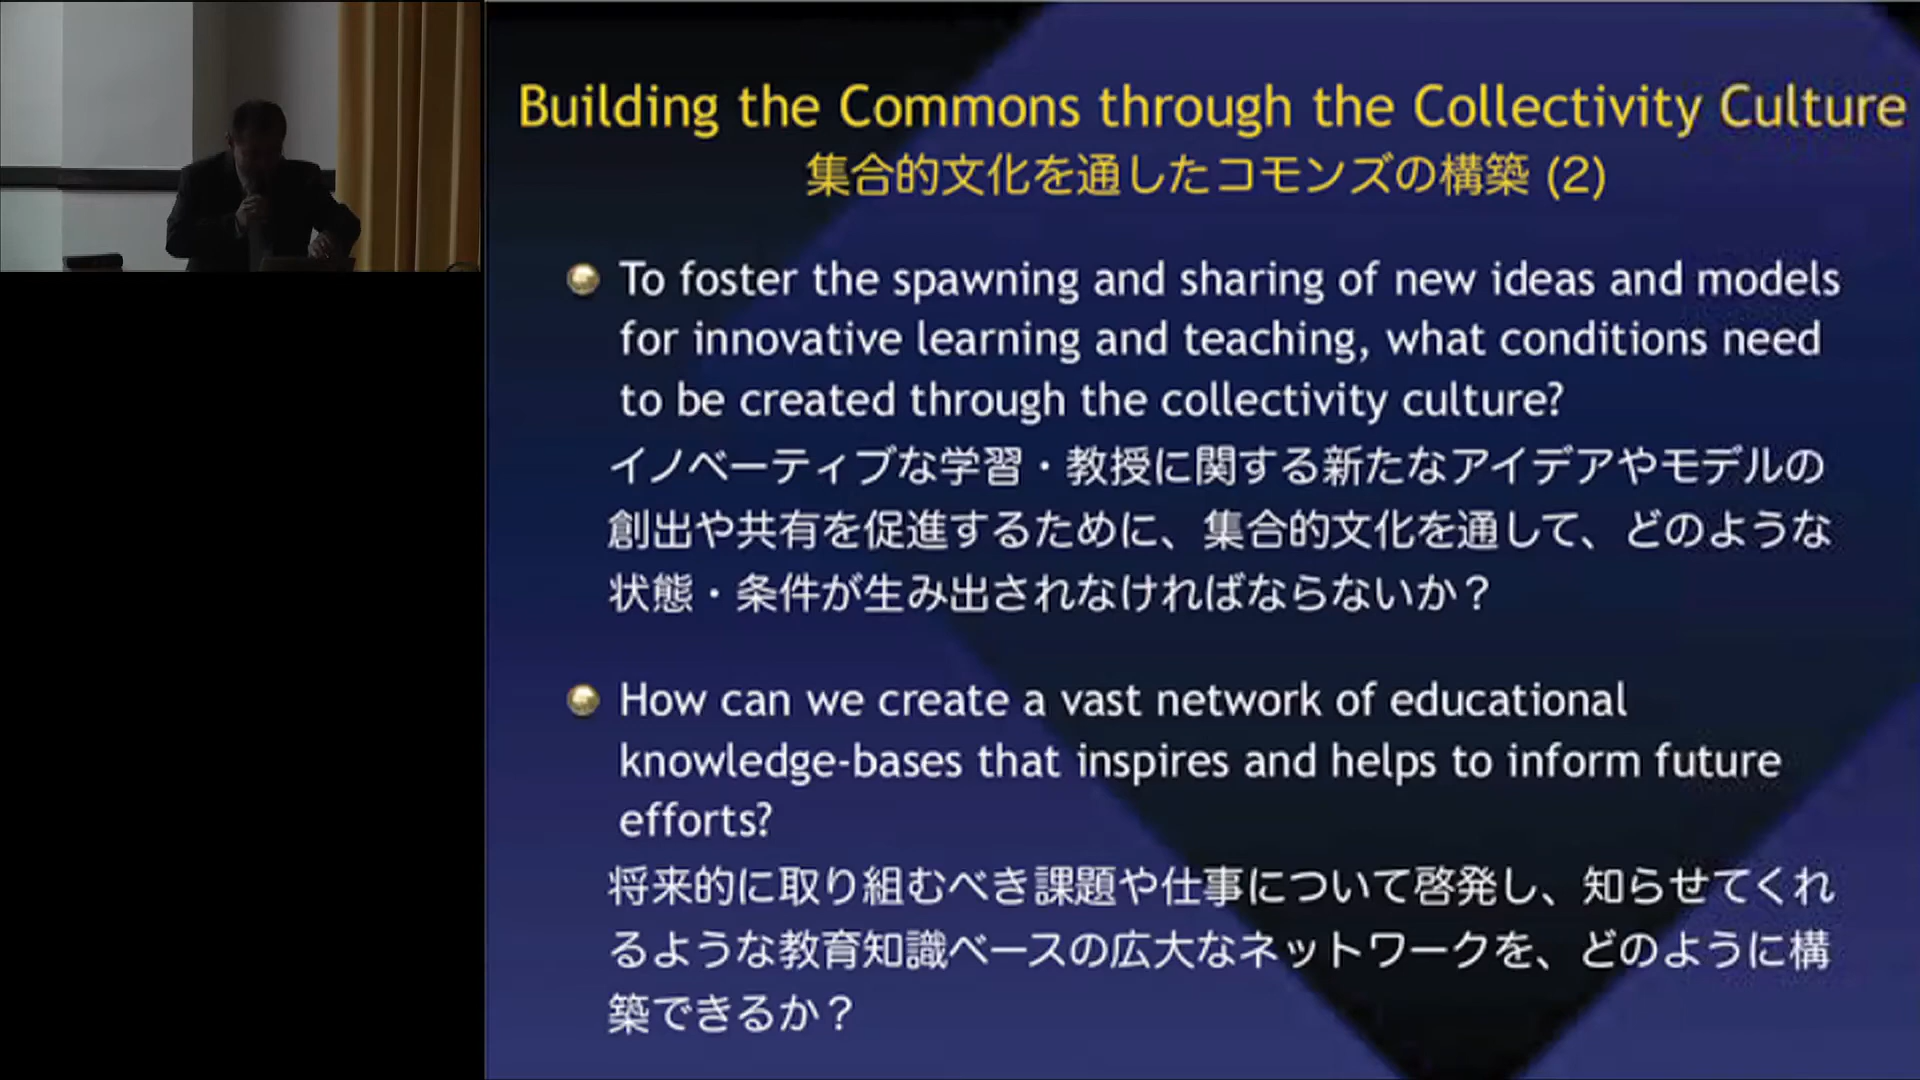 Building the Commons through the Collectivity Culture
集合的文化を通したコモンズの構築 (2)
To foster the spawning and sharing of new ideas and models
for innovative learning and teaching, what conditions need
to be created through the collectivity culture?
イノベーティブな学習・教授に関する新たなアイデアやモデルの
創出や共有を促進するために、集合的文化を通して、どのような
状態・条件が生み出されなければならないか？
How can we create a vast network of educational
knowledge-bases that inspires and helps to inform future
efforts?
将来的に取り組むべき課題や仕事について啓発し、知らせてくれ
るような教育知識ベースの広大なネットワークを、どのように構
築できるか？